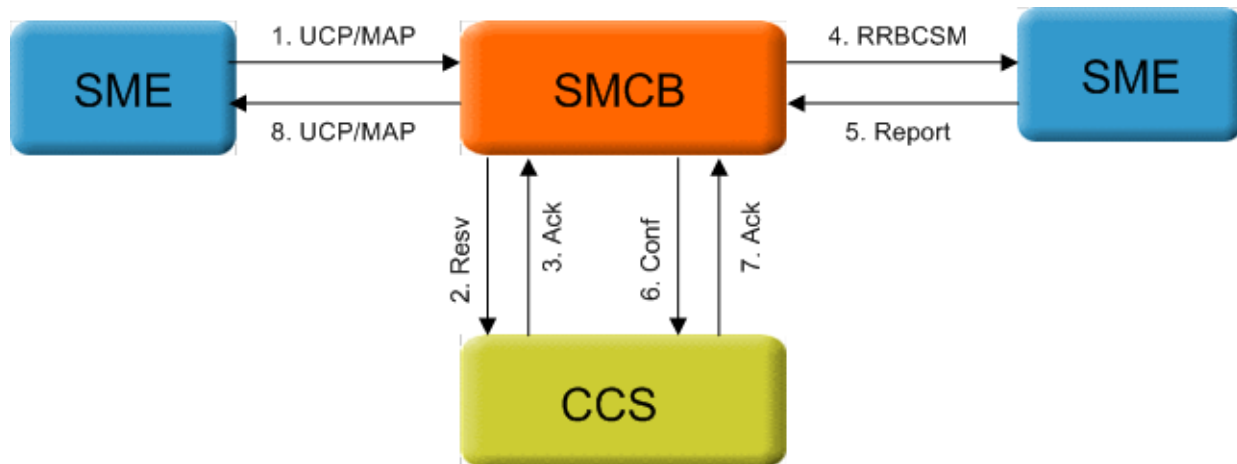 1. UCP/MAP
4. RRBCSM
SME
SMCB
SME
8. UCP/MAP
5. Report
2. Resv
3. Ack
6. Conf
7. Ack
CCS